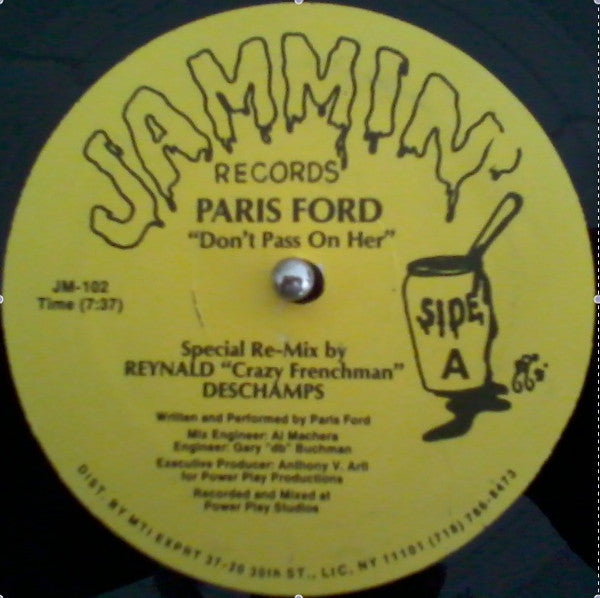 JAMMIN'
RECORDS
PARIS FORD
"Don't Pass On Her"
JM-102
Time (7:37)
SIDE
A
Special Re-Mix by
REYNALD "Crazy Frenchman"
DESCHAMPS
Written and Performed by Paris Ford
Mix Engineer: Al Machera
Engineer: Gary "db" Buchman
Executive Producer: Anthony V. Arfi
for Power Play Productions
Recorded and Mixed at
Power Play Studios
DIST. BY MTI EXPRT 37-20 30th ST., LIC, NY 11101 (718) 786-8473